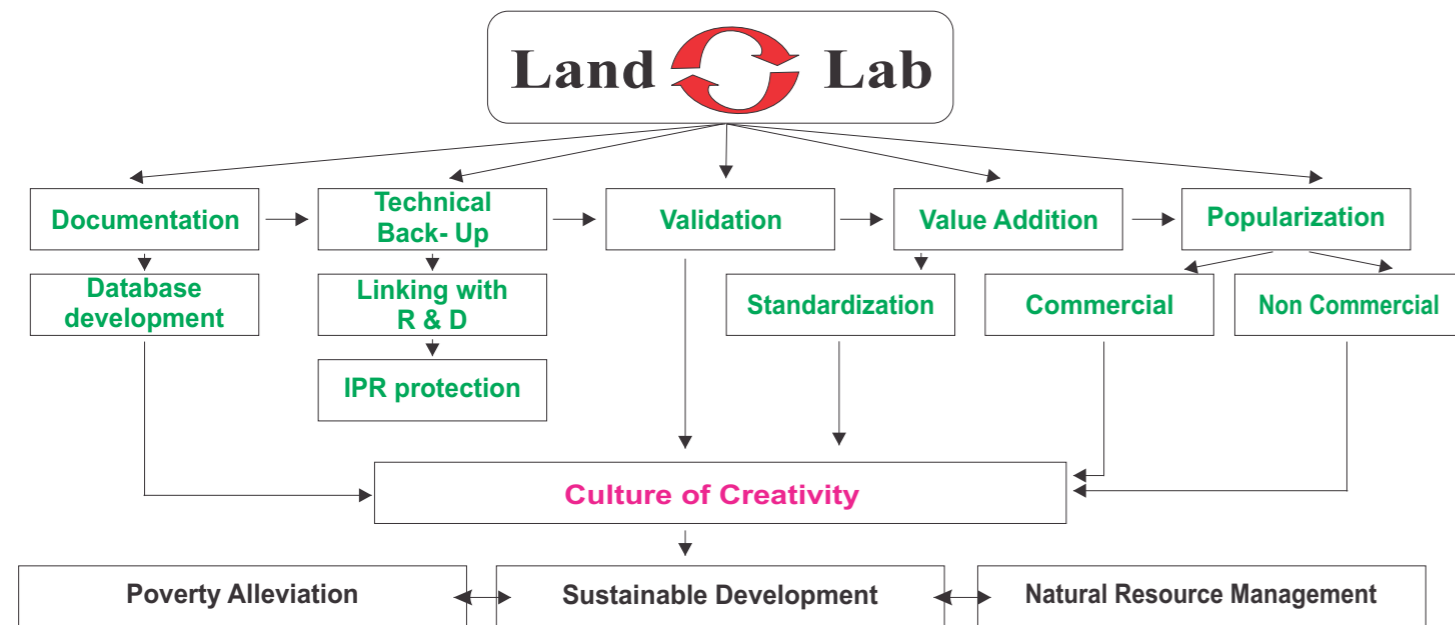 Land Lab
Documentation
Technical
Back- Up
Validation
Value Addition
Popularization
Database
development
Linking with
R & D
Standardization
Commercial
Non Commercial
IPR protection
Culture of Creativity
Poverty Alleviation
Sustainable Development
Natural Resource Management